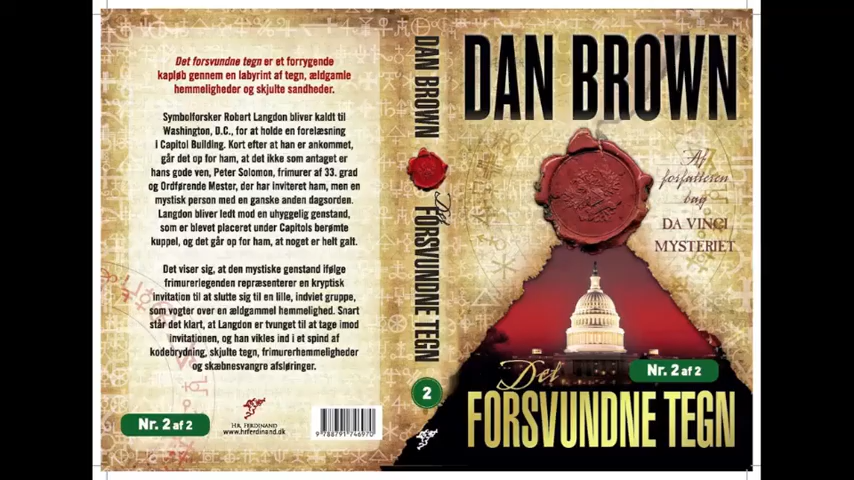 Det forsvundne tegn er et forrygende
kapløb gennem en labyrint af tegn, ældgamle
hemmeligheder og skjulte sandheder.
Symbolforsker Robert Langdon bliver kaldt til
Washington, D.C., for at holde en forelæsning
i Capitol Building. Kort efter at han er ankommet,
går det op for ham, at det ikke som antaget er
hans gode ven, Peter Solomon, frimurer af 33. grad
og Ordførende Mester, der har inviteret ham, men en
mystisk person med en ganske anden dagsorden.
Langdon bliver ledt mod en uhyggelig genstand,
som er blevet placeret under Capitols berømte
kuppel, og det går op for ham, at noget er helt galt.
Det viser sig, at den mystiske genstand ifølge
frimurerlegenden repræsenterer en kryptisk
invitation til at slutte sig til en lille, indviet gruppe,
som vogter over en ældgammel hemmelighed. Snart
står det klart, at Langdon er tvunget til at tage imod
invitationen, og han vikles ind i et spind af
kodebrydning, skjulte tegn, frimurerhemmeligheder
og skæbnesvangre afsløringer.
Nr. 2 af 2
HR. FERDINAND
www.hrferdinand.dk
9 788791 746970
DAN BROWN
Det
FORSVUNDNE TEGN
2
DAN BROWN
Af
forfatteren
bag
DA VINCI
MYSTERIET
Nr. 2 af 2
Det
FORSVUNDNE TEGN